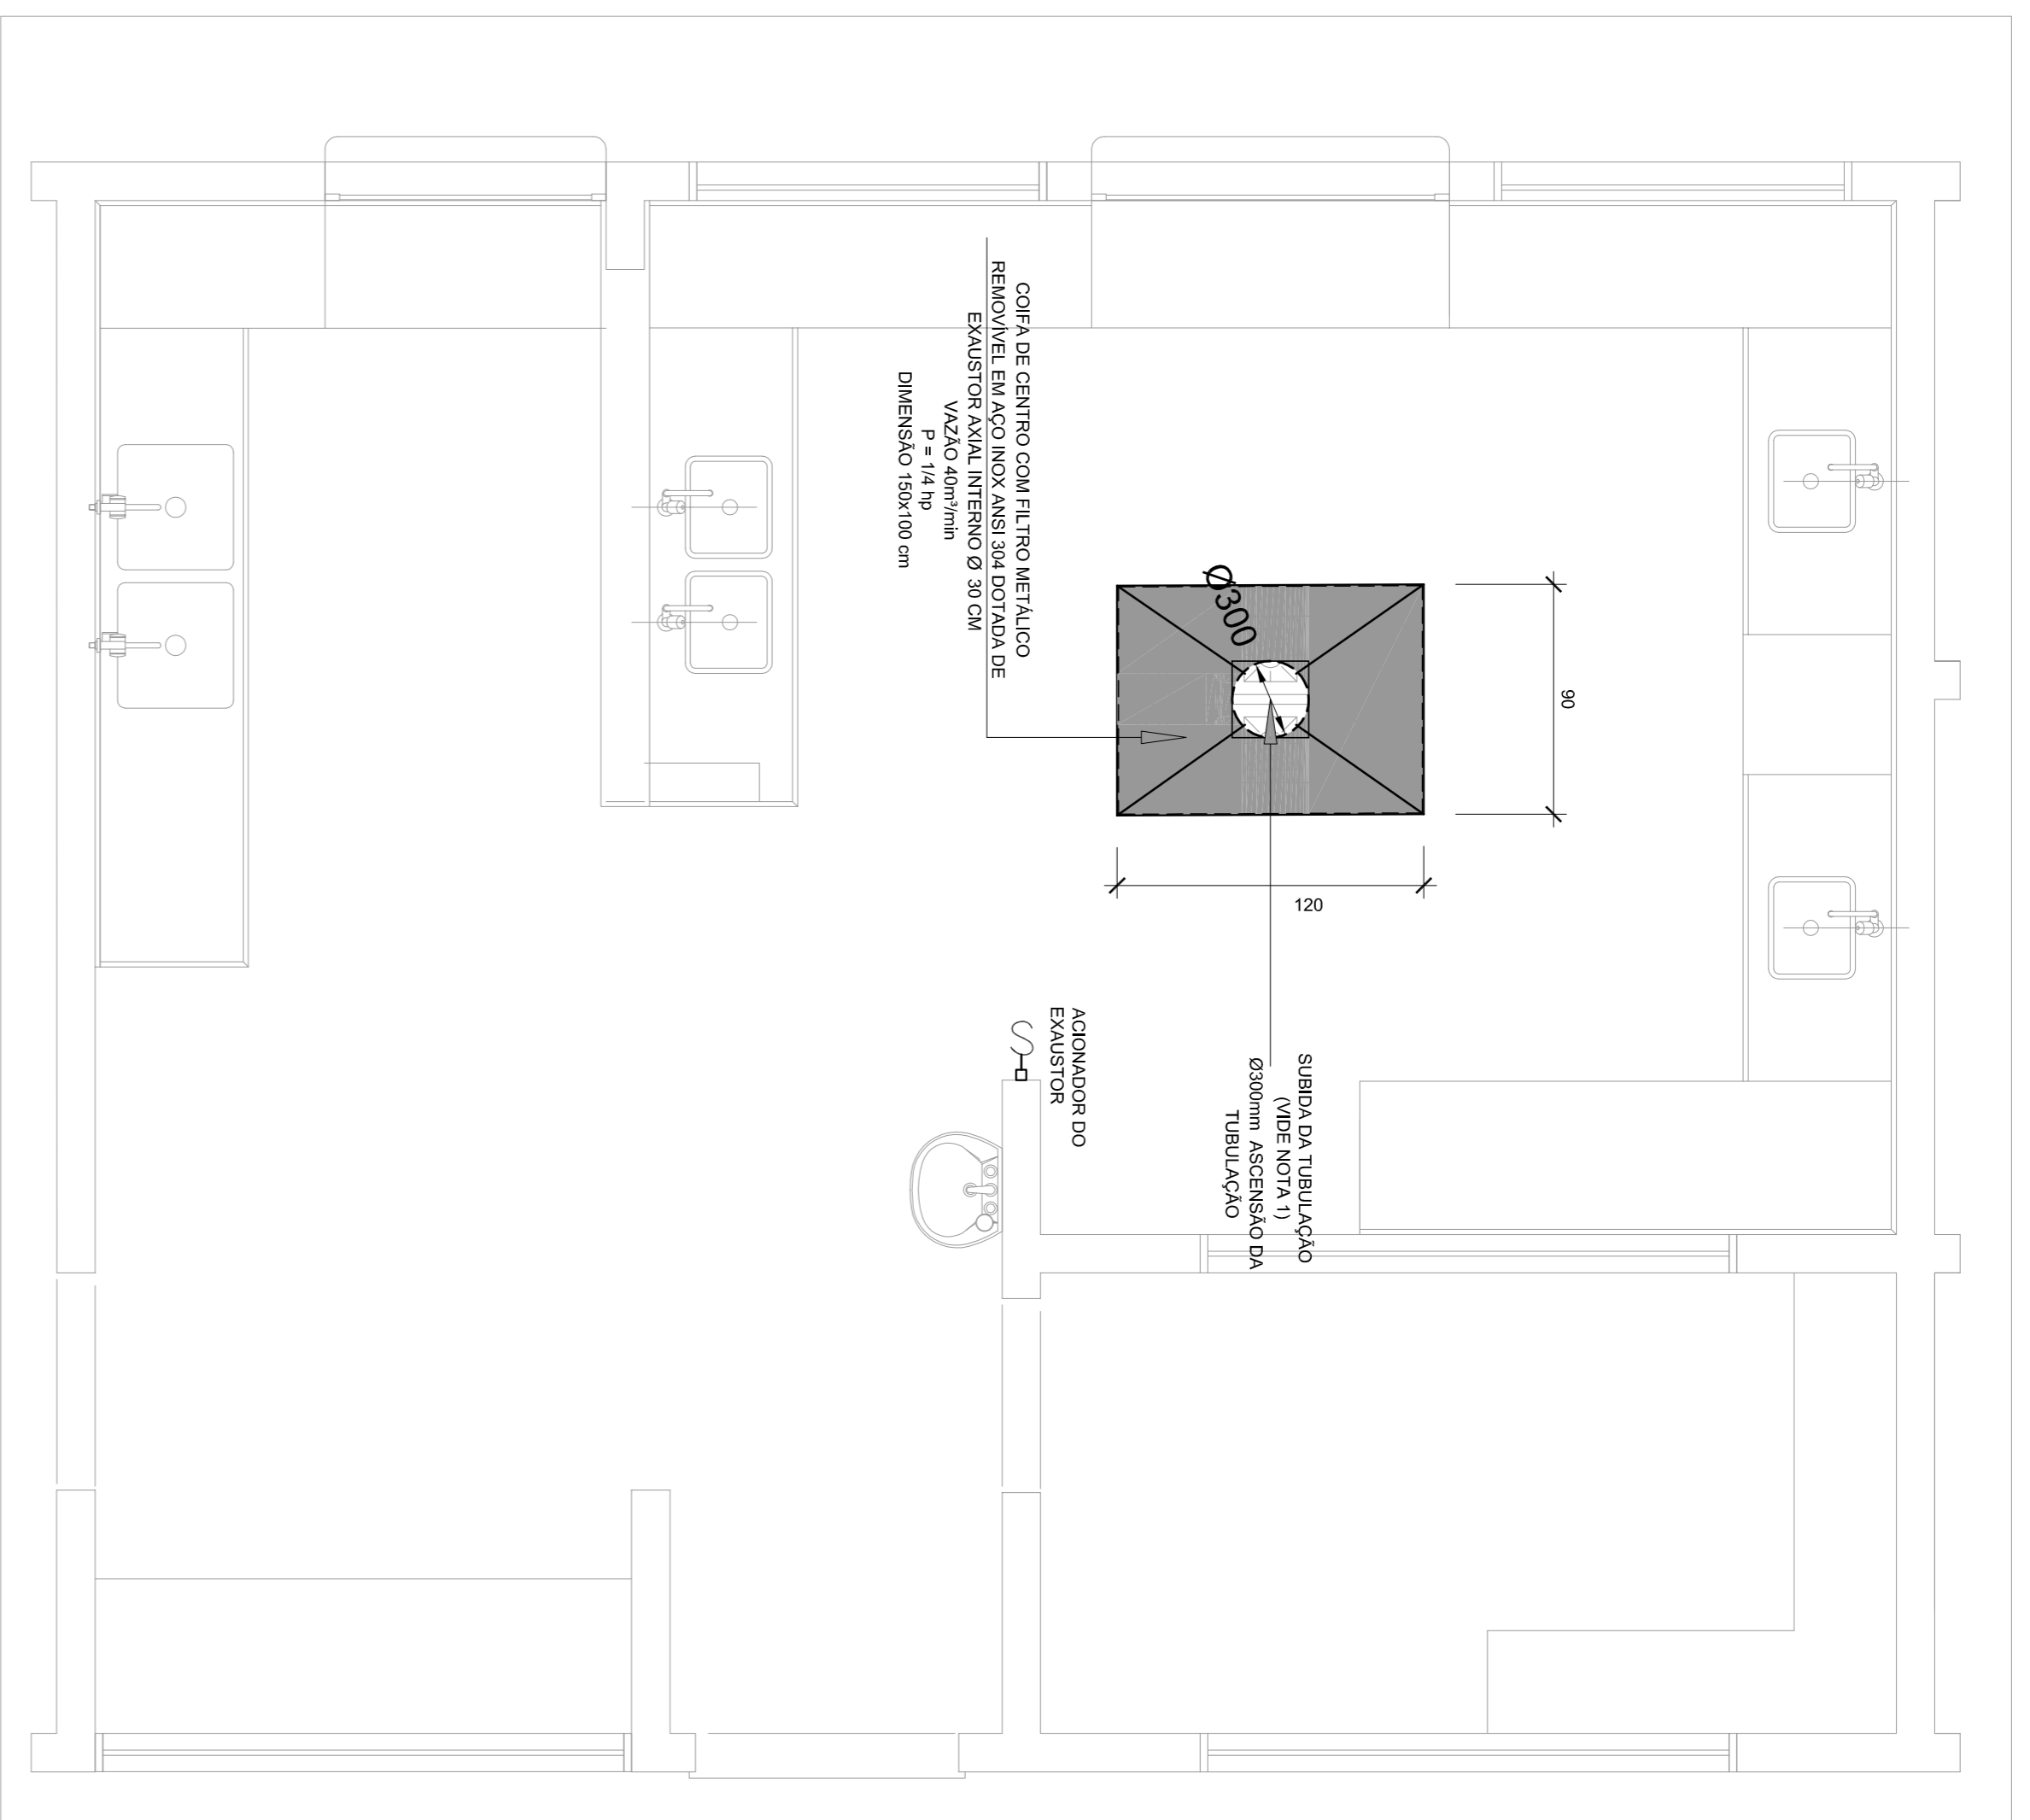 COIFA DE CENTRO COM FILTRO METÁLICO
REMOVÍVEL EM AÇO INOX ANSI 304 DOTADA DE
EXAUSTOR AXIAL INTERNO Ø 30 CM
VAZÃO 40m³/min
P = 1/4 hp
DIMENSÃO 150x100 cm
Ø300
90
120
SUBIDA DA TUBULAÇÃO
(VIDE NOTA 1)
Ø300mm ASCENSÃO DA
TUBULAÇÃO
ACIONADOR DO
EXAUSTOR
S